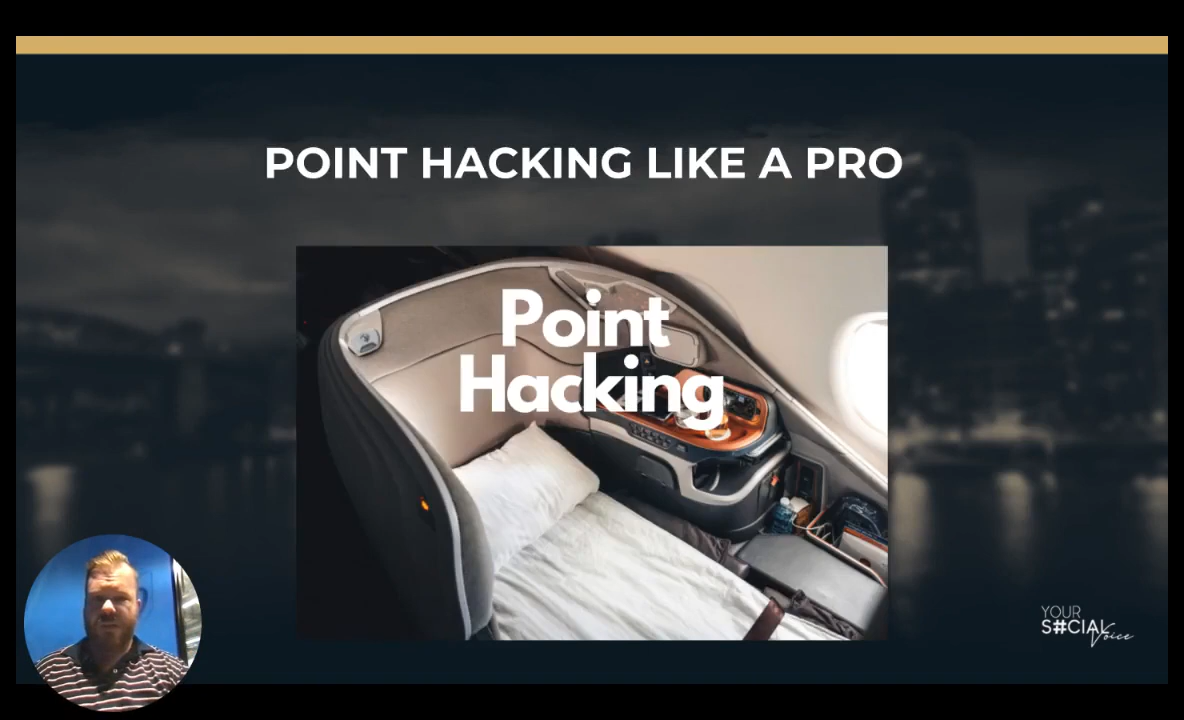 POINT HACKING LIKE A PRO
Point
Hacking
YOUR
S#CIAL
Voice